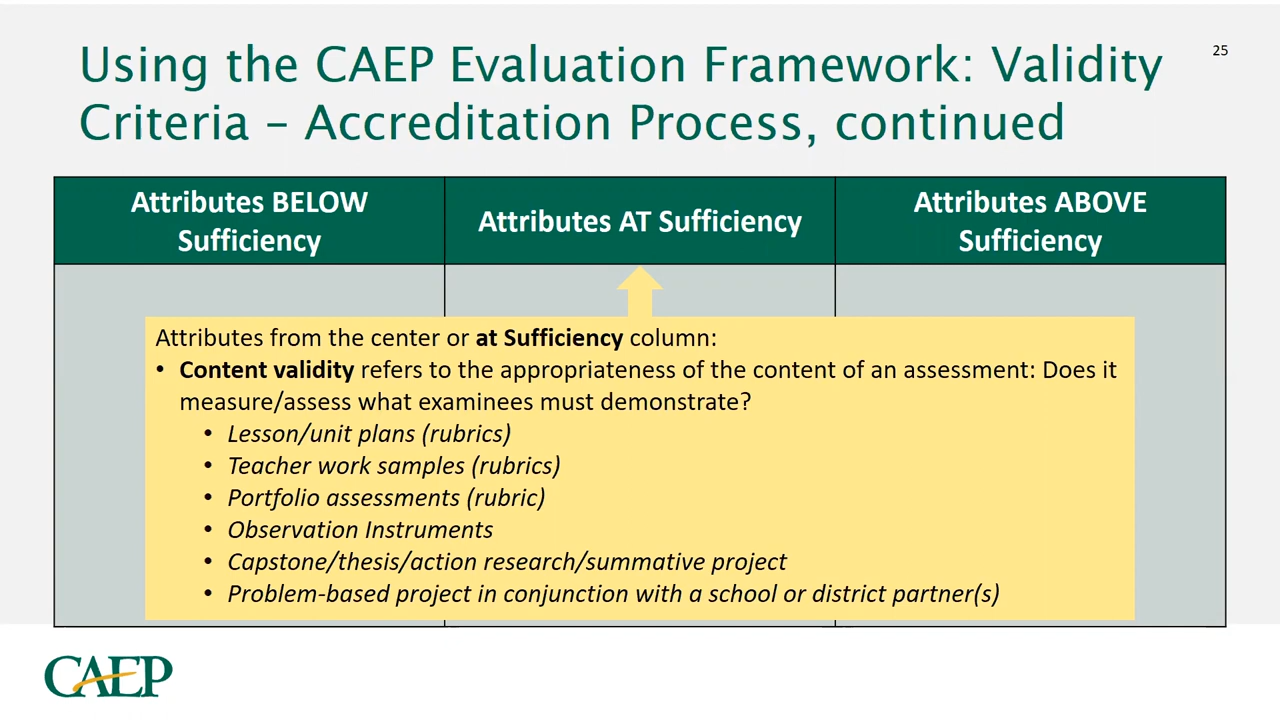 Using the CAEP Evaluation Framework: Validity
Criteria – Accreditation Process, continued
25
Attributes BELOW
Sufficiency
Attributes AT Sufficiency
Attributes ABOVE
Sufficiency
Attributes from the center or at Sufficiency column:
• Content validity refers to the appropriateness of the content of an assessment: Does it
measure/assess what examinees must demonstrate?
• Lesson/unit plans (rubrics)
• Teacher work samples (rubrics)
• Portfolio assessments (rubric)
• Observation Instruments
• Capstone/thesis/action research/summative project
• Problem-based project in conjunction with a school or district partner(s)
CAEP